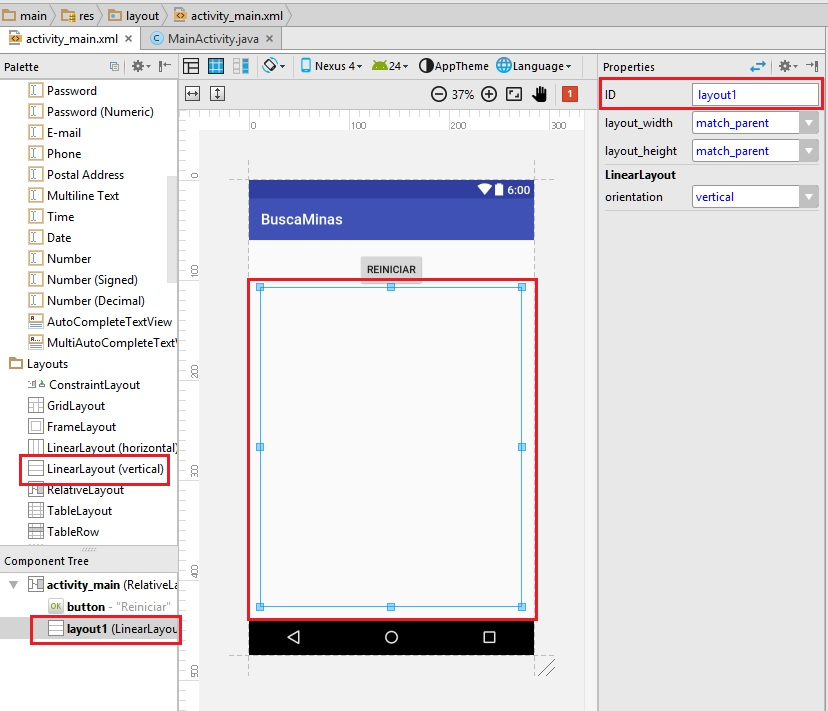 main res layout activity_main.xml
activity_main.xml MainActivity.java
Palette
Password
Password (Numeric)
E-mail
Phone
Postal Address
Multiline Text
Time
Date
Number
Number (Signed)
Number (Decimal)
AutoCompleteTextView
MultiAutoCompleteTextV
Layouts
ConstraintLayout
GridLayout
FrameLayout
LinearLayout (horizontal)
LinearLayout (vertical)
RelativeLayout
TableLayout
TableRow
Component Tree
activity_main (RelativeLa
OK button - "Reiniciar"
layout1 (LinearLayou
Nexus 4 24 AppTheme Language
37% 1
0 100 200 300
0
100
200
300
400
500
6:00
BuscaMinas
REINICIAR
Properties
ID layout1
layout_width match_parent
layout_height match_parent
LinearLayout
orientation vertical